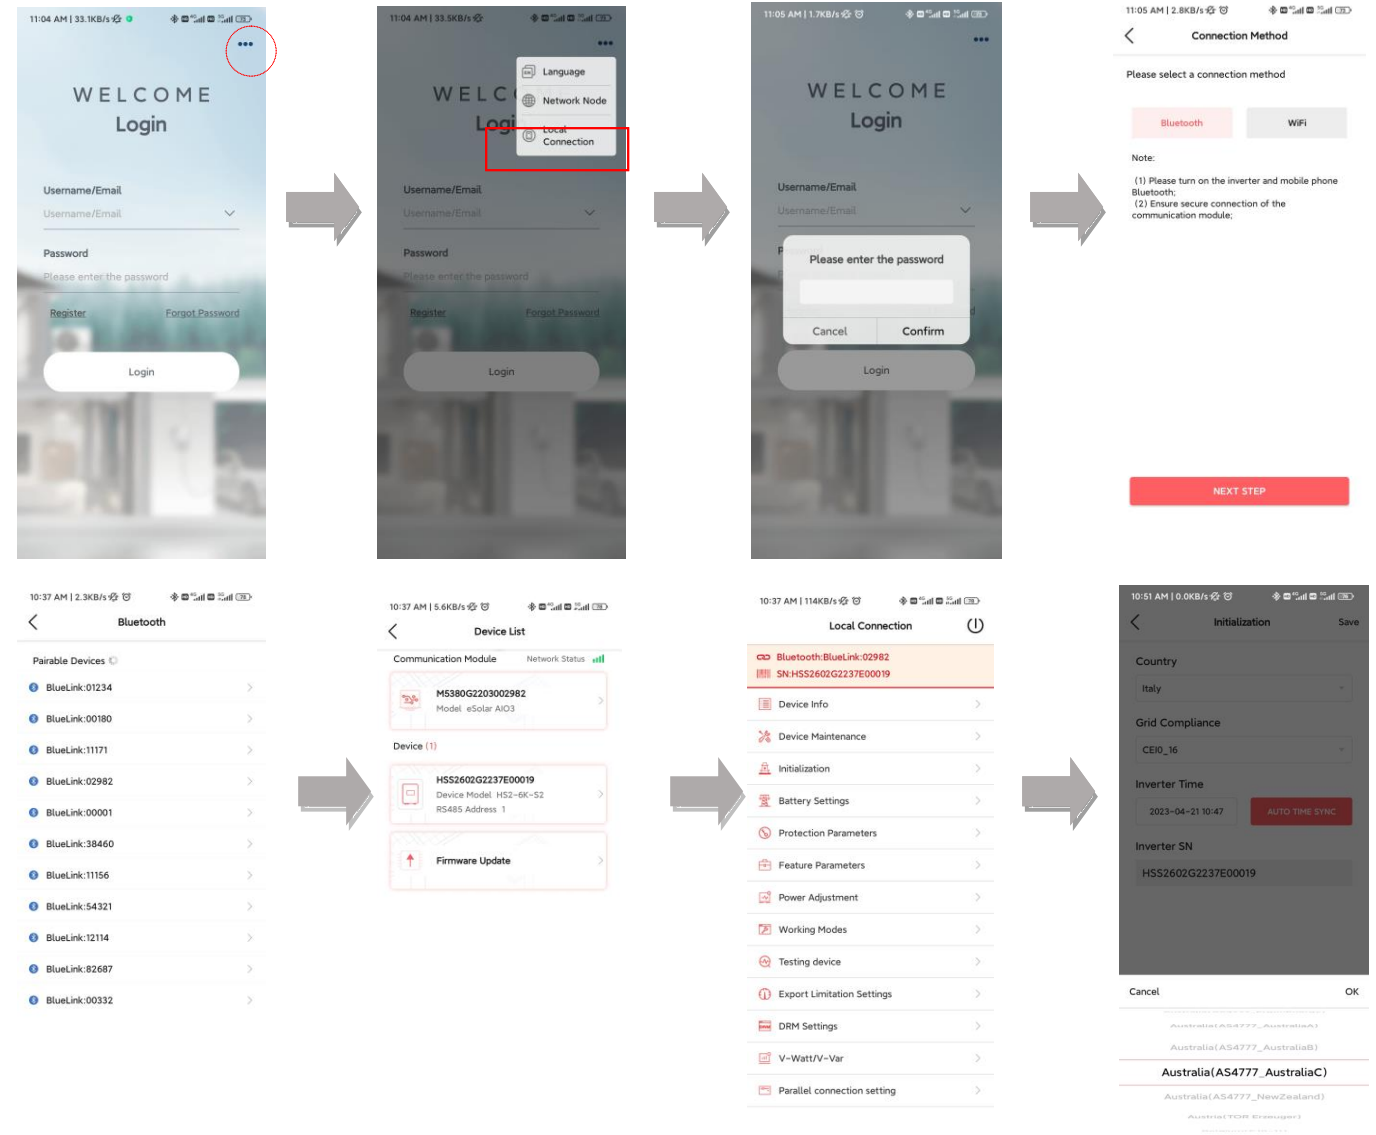 11:04 AM | 33.1KB/s
WELCOME
Login
Username/Email
Username/Email
Password
Please enter the password
Register
Forgot Password
Login
11:04 AM | 33.5KB/s
Language
Network Node
Local
Connection
WELC
Logi
Username/Email
Username/Email
Password
Please enter the password
Register
Forgot Password
Login
11:05 AM | 1.7KB/s
WELCOME
Login
Username/Email
Username/Email
Please enter the password
Cancel
Confirm
Login
11:05 AM | 2.8KB/s
Connection Method
Please select a connection method
Bluetooth
WiFi
Note:
(1) Please turn on the inverter and mobile phone
Bluetooth;
(2) Ensure secure connection of the
communication module;
NEXT STEP
10:37 AM | 2.3KB/s
Bluetooth
Pairable Devices
BlueLink:01234
BlueLink:00180
BlueLink:11171
BlueLink:02982
BlueLink:00001
BlueLink:38460
BlueLink:11156
BlueLink:54321
BlueLink:12114
BlueLink:82687
BlueLink:00332
10:37 AM | 5.6KB/s
Device List
Communication Module
Network Status
M5380G2203002982
Model eSolar AIO3
Device (1)
HSS2602G2237E00019
Device Model HS2-6K-S2
RS485 Address 1
Firmware Update
10:37 AM | 114KB/s
Local Connection
Bluetooth:BlueLink:02982
SN:HSS2602G2237E00019
Device Info
Device Maintenance
Initialization
Battery Settings
Protection Parameters
Feature Parameters
Power Adjustment
Working Modes
Testing device
Export Limitation Settings
DRM Settings
V-Watt/V-Var
Parallel connection setting
10:51 AM | 0.0KB/s
Initialization
Save
Country
Italy
Grid Compliance
CEI0_16
Inverter Time
2023-04-21 10:47
AUTO TIME SYNC
Inverter SN
HSS2602G2237E00019
Cancel
OK
Australia(AS4777_AustraliaA)
Australia(AS4777_AustraliaB)
Australia(AS4777_AustraliaC)
Australia(AS4777_NewZealand)
Austria(TOR Erzeuger)